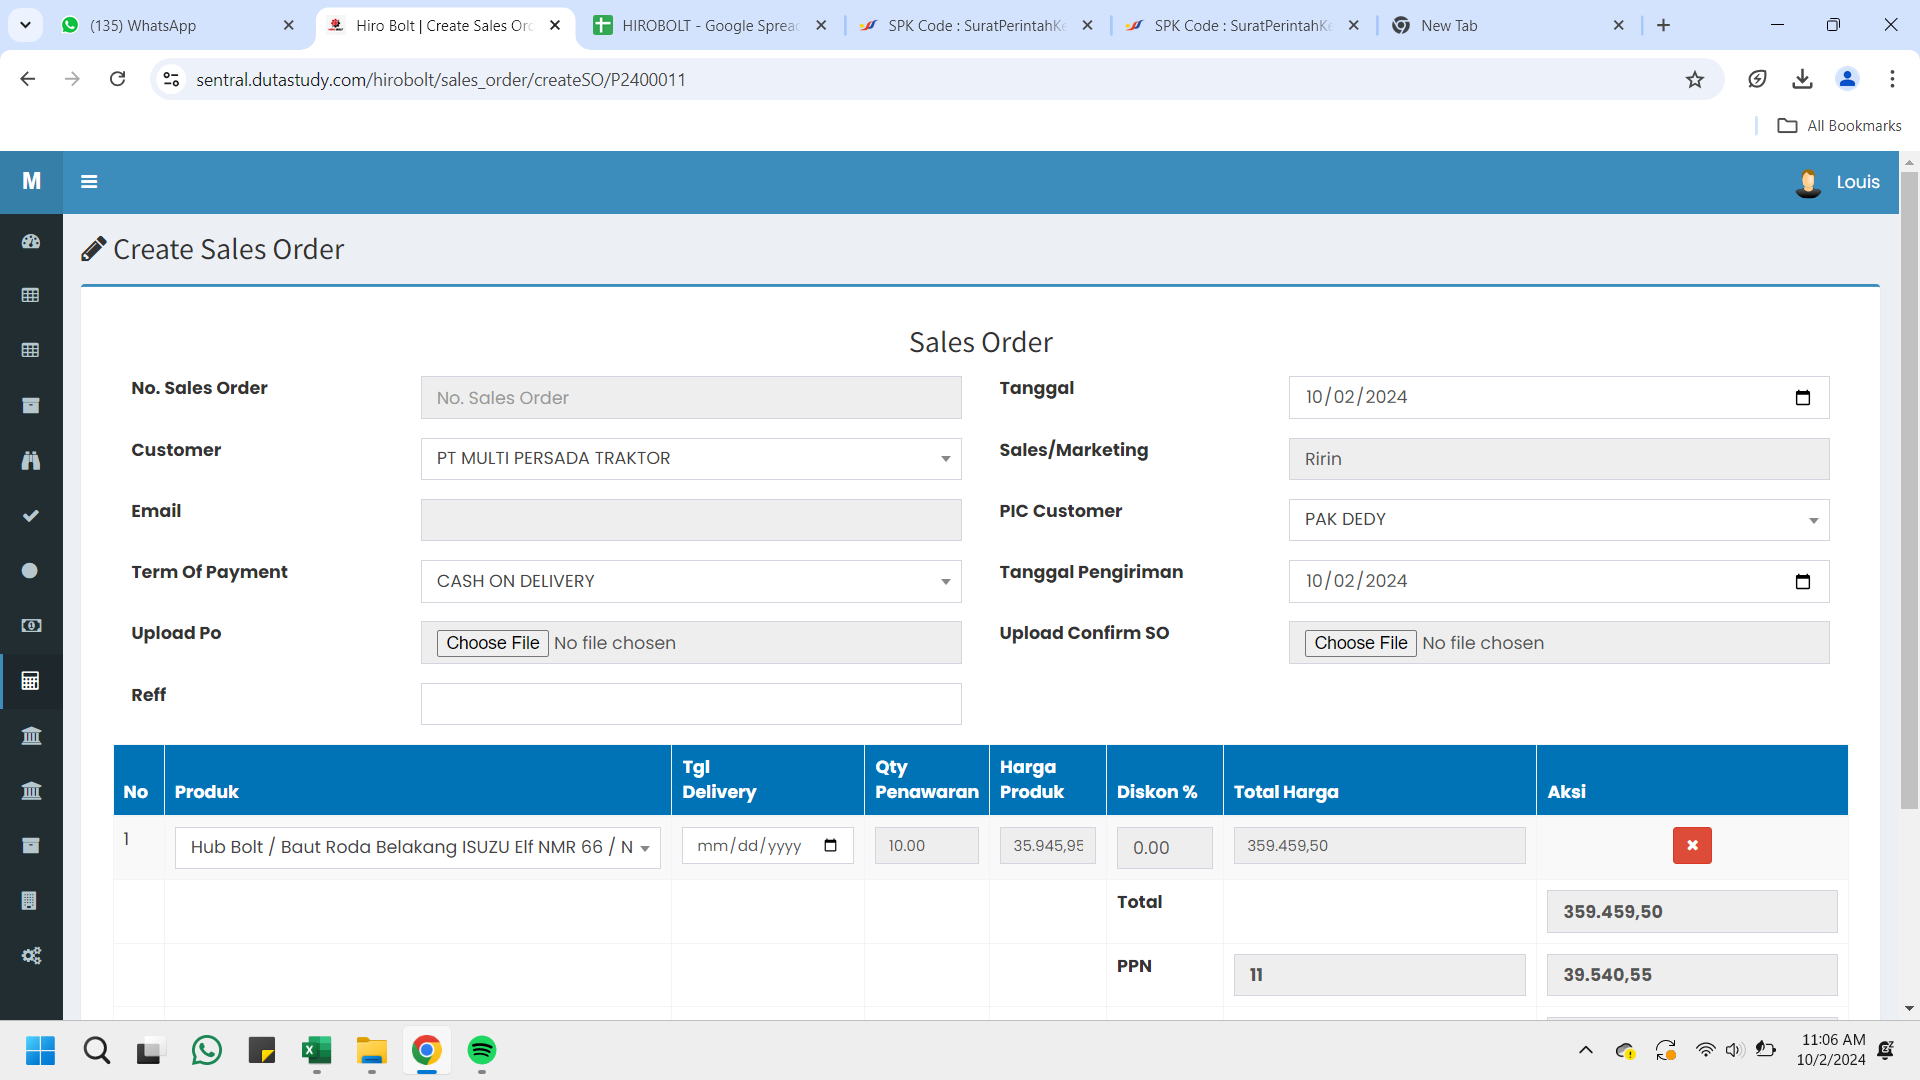 (135) WhatsApp
Hiro Bolt | Create Sales Ord
HIROBOLT - Google Spreads
SPK Code : SuratPerintahKe
SPK Code : SuratPerintahKe
New Tab
sentral.dutastudy.com/hirobolt/sales_order/createSO/P2400011
All Bookmarks
M
Louis
Create Sales Order
Sales Order
No. Sales Order
No. Sales Order
Tanggal
10/02/2024
Customer
PT MULTI PERSADA TRAKTOR
Sales/Marketing
Ririn
Email
PIC Customer
PAK DEDY
Term Of Payment
CASH ON DELIVERY
Tanggal Pengiriman
10/02/2024
Upload Po
Choose File No file chosen
Upload Confirm SO
Choose File No file chosen
Reff
No
Produk
Tgl Delivery
Qty Penawaran
Harga Produk
Diskon %
Total Harga
Aksi
1
Hub Bolt / Baut Roda Belakang ISUZU Elf NMR 66 / N
mm/dd/yyyy
10.00
35.945,95
0.00
359.459,50
Total
359.459,50
PPN
11
39.540,55
11:06 AM
10/2/2024